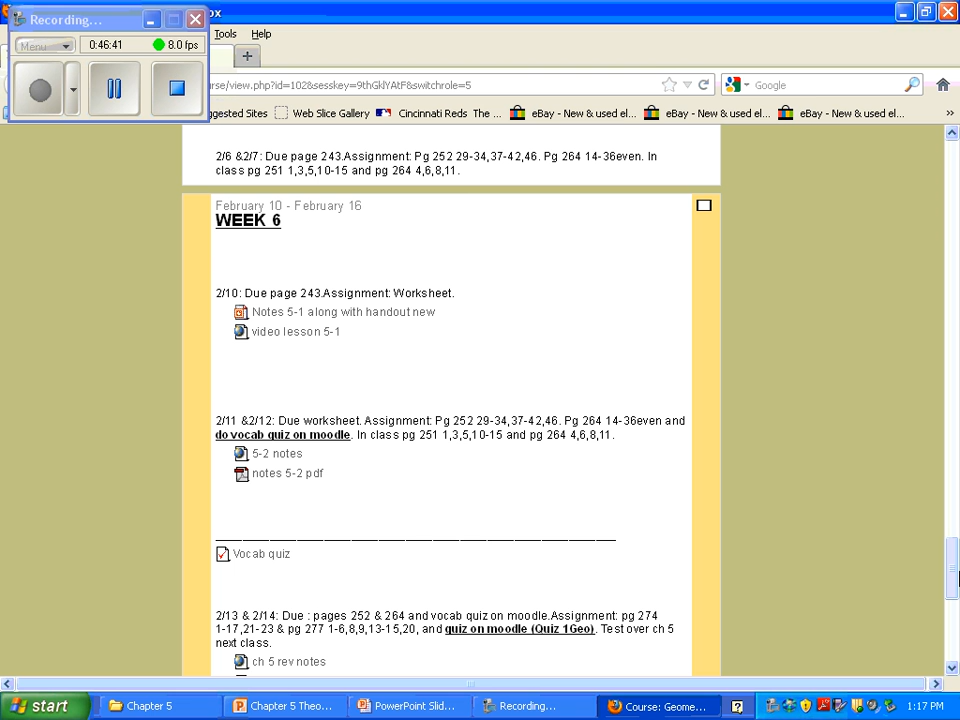 Recording...
ox
Menu
0:46:41
8.0 fps
Tools Help
rse/view.php?id=102&sesskey=9thGklYAtF&switchrole=5
Google
ggested Sites
Web Slice Gallery
Cincinnati Reds The ...
eBay - New & used el...
eBay - New & used el...
eBay - New & used el...
2/6 &2/7: Due page 243.Assignment: Pg 252 29-34,37-42,46. Pg 264 14-36even. In
class pg 251 1,3,5,10-15 and pg 264 4,6,8,11.
February 10 - February 16
WEEK 6
2/10: Due page 243.Assignment: Worksheet.
Notes 5-1 along with handout new
video lesson 5-1
2/11 &2/12: Due worksheet. Assignment: Pg 252 29-34,37-42,46. Pg 264 14-36even and
do vocab quiz on moodle. In class pg 251 1,3,5,10-15 and pg 264 4,6,8,11.
5-2 notes
notes 5-2 pdf
Vocab quiz
2/13 & 2/14: Due : pages 252 & 264 and vocab quiz on moodle.Assignment: pg 274
1-17,21-23 & pg 277 1-6,8,9,13-15,20, and quiz on moodle (Quiz 1Geo). Test over ch 5
next class.
ch 5 rev notes
start
Chapter 5
Chapter 5 Theo...
PowerPoint Slid...
Recording...
Course: Geome...
1:17 PM